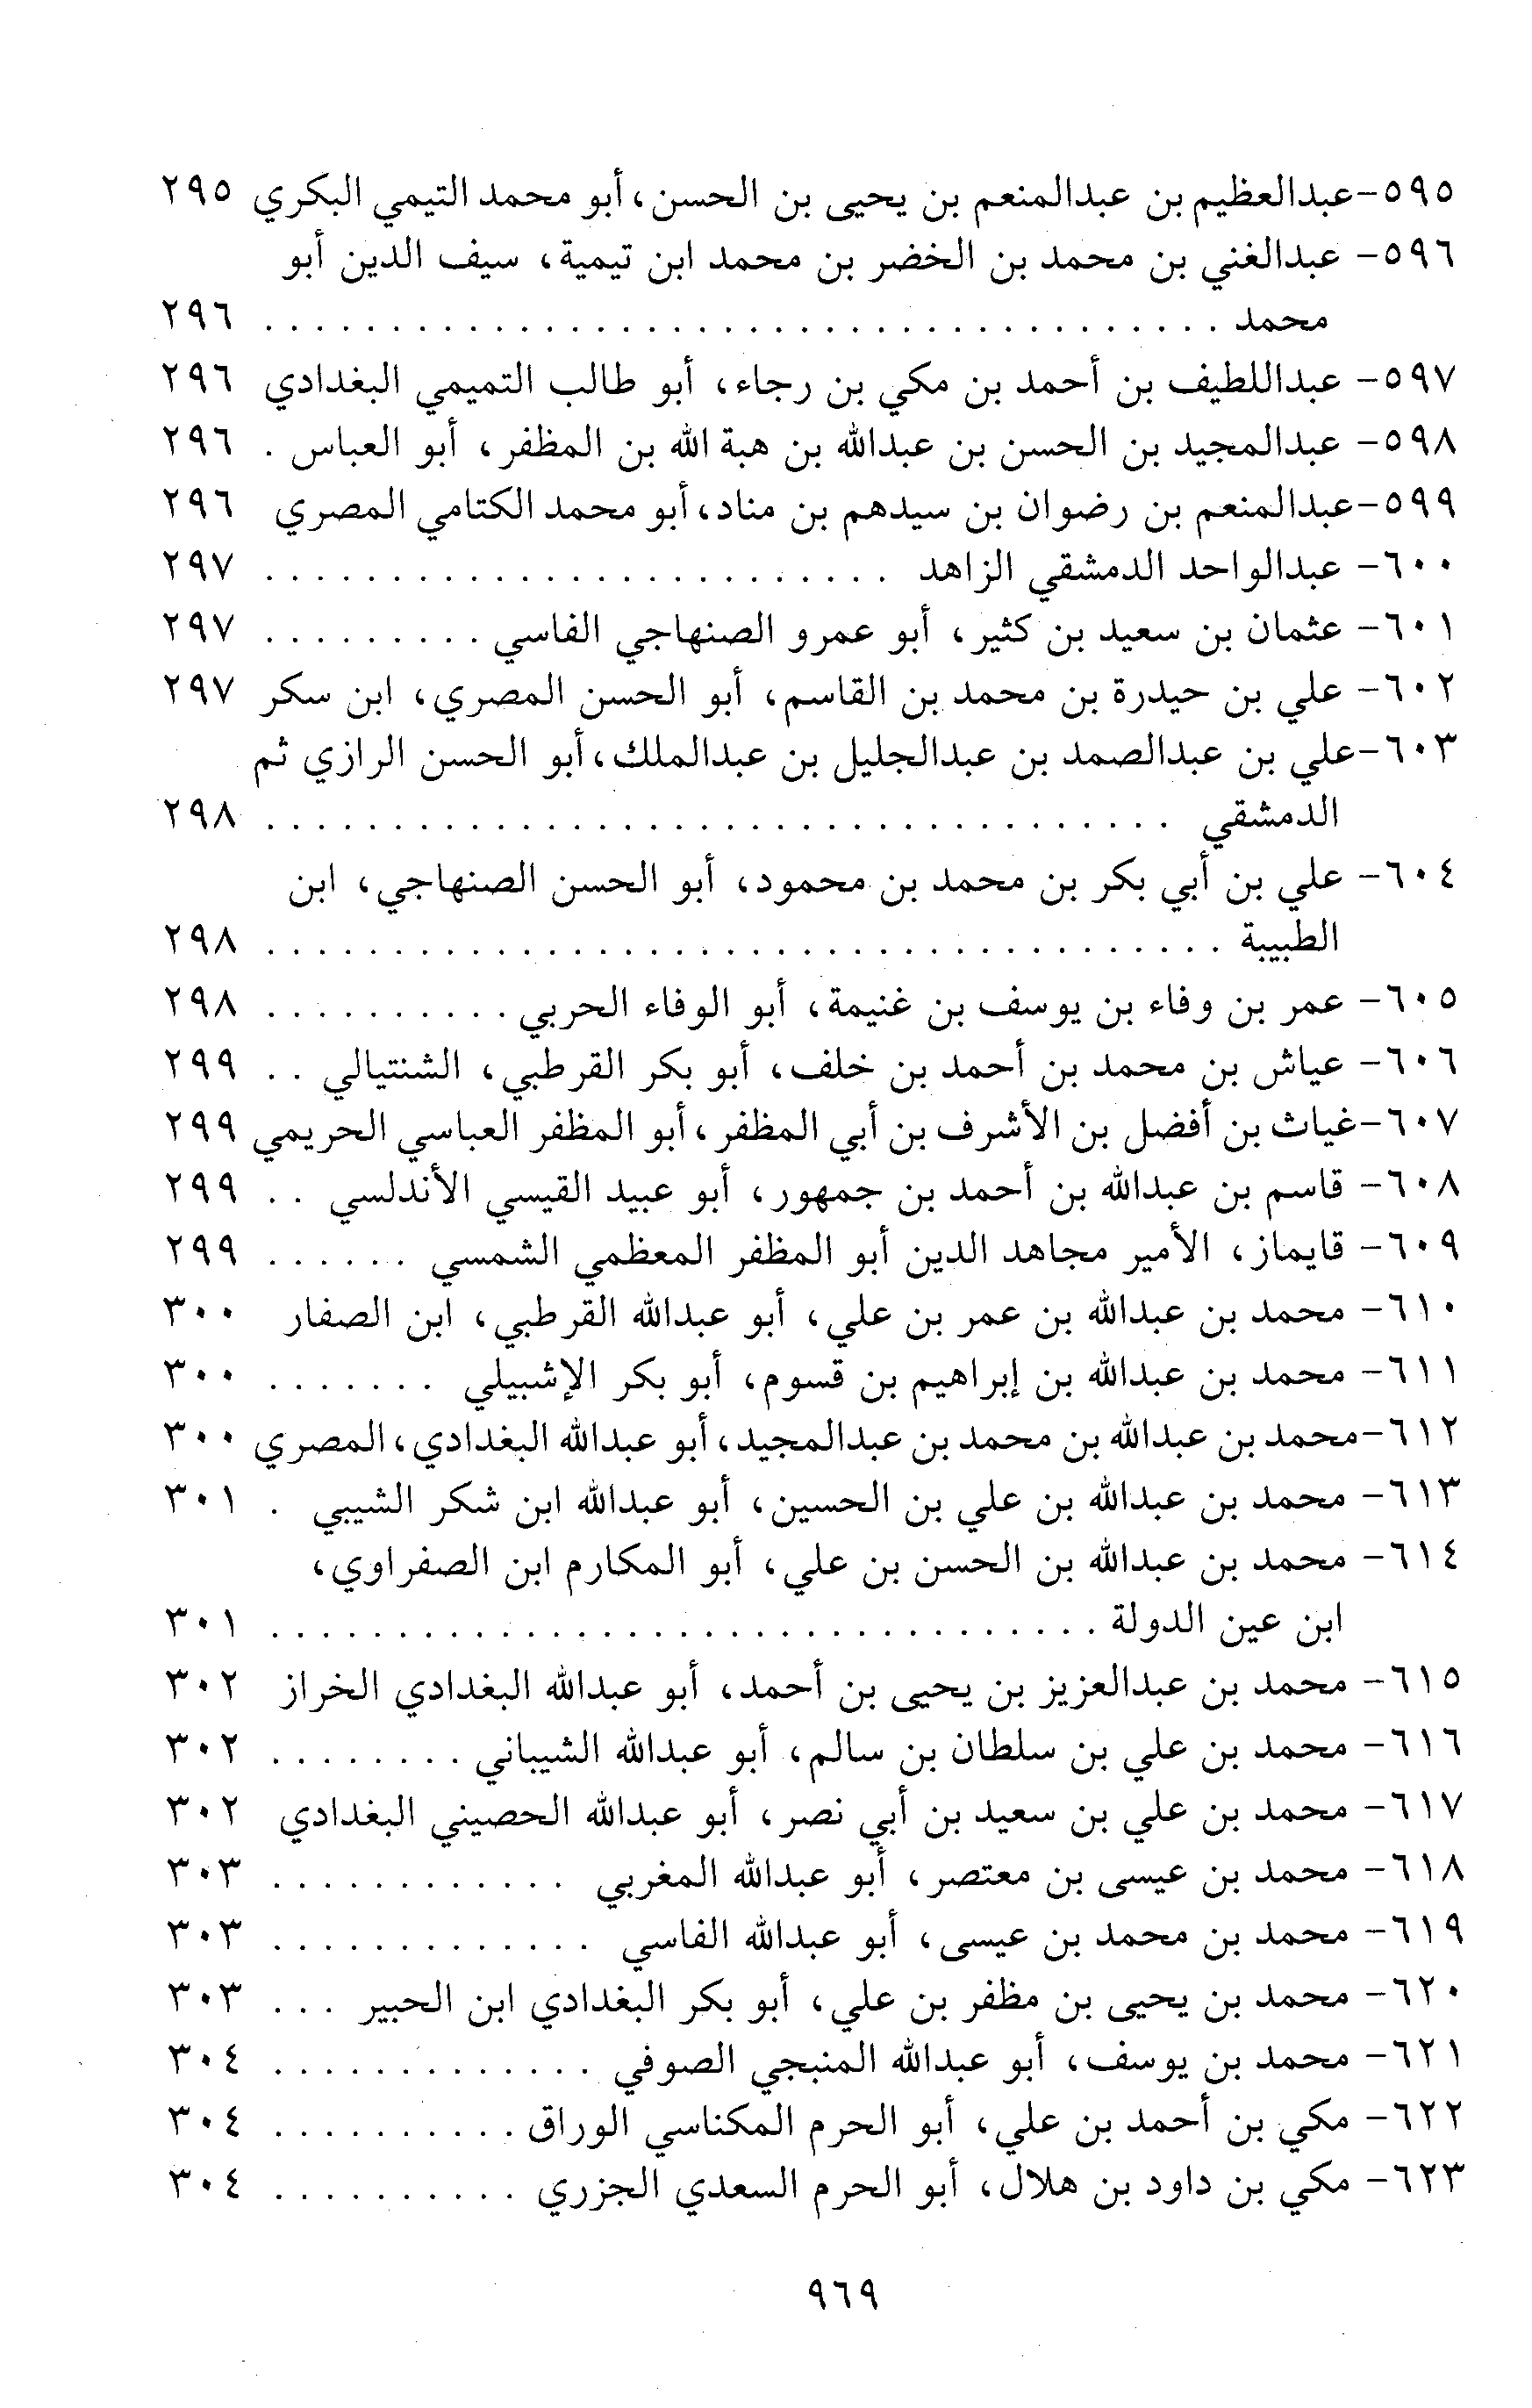 ٥٩٥-عبدالعظيم بن عبدالمنعم بن يحيى بن الحسن، أبو محمد التيمي البكري ٢٩٥
٥٩٦- عبدالغني بن محمد بن الخضر بن محمد ابن تيمية، سيف الدين أبو
محمد . . . . . . . . . . . . . . . . . . . . . . . . . . . . . . . . . . . . . . ٢٩٦
٥٩٧- عبداللطيف بن أحمد بن مكي بن رجاء، أبو طالب التميمي البغدادي ٢٩٦
٥٩٨- عبدالمجيد بن الحسن بن عبدالله بن هبة الله بن المظفر، أبو العباس . ٢٩٦
٥٩٩-عبدالمنعم بن رضوان بن سيدهم بن مناد، أبو محمد الكتامي المصري ٢٩٦
٦٠٠- عبدالواحد الدمشقي الزاهد . . . . . . . . . . . . . . . . . . . . . . . . . ٢٩٧
٦٠١- عثمان بن سعيد بن كثير، أبو عمرو الصنهاجي الفاسي . . . . . . . . . ٢٩٧
٦٠٢- علي بن حيدرة بن محمد بن القاسم، أبو الحسن المصري، ابن سكر ٢٩٧
٦٠٣-علي بن عبدالصمد بن عبدالجليل بن عبدالملك، أبو الحسن الرازي ثم
الدمشقي . . . . . . . . . . . . . . . . . . . . . . . . . . . . . . . . . . . . ٢٩٨
٦٠٤- علي بن أبي بكر بن محمد بن محمود، أبو الحسن الصنهاجي، ابن
الطبيبة . . . . . . . . . . . . . . . . . . . . . . . . . . . . . . . . . . . . . . ٢٩٨
٦٠٥- عمر بن وفاء بن يوسف بن غنيمة، أبو الوفاء الحربي . . . . . . . . . . ٢٩٨
٦٠٦- عياش بن محمد بن أحمد بن خلف، أبو بكر القرطبي، الشنتيالي . . ٢٩٩
٦٠٧-غياث بن أفضل بن الأشرف بن أبي المظفر، أبو المظفر العباسي الحريمي ٢٩٩
٦٠٨- قاسم بن عبدالله بن أحمد بن جمهور، أبو عبيد القيسي الأندلسي . . ٢٩٩
٦٠٩- قايماز، الأمير مجاهد الدين أبو المظفر المعظمي الشمسي . . . . . . ٢٩٩
٦١٠- محمد بن عبدالله بن عمر بن علي، أبو عبدالله القرطبي، ابن الصفار ٣٠٠
٦١١- محمد بن عبدالله بن إبراهيم بن قسوم، أبو بكر الإشبيلي . . . . . . . ٣٠٠
٦١٢-محمد بن عبدالله بن محمد بن عبدالمجيد، أبو عبدالله البغدادي، المصري ٣٠٠
٦١٣- محمد بن عبدالله بن علي بن الحسين، أبو عبدالله ابن شكر الشيبي . ٣٠١
٦١٤- محمد بن عبدالله بن الحسن بن علي، أبو المكارم ابن الصفراوي،
ابن عين الدولة . . . . . . . . . . . . . . . . . . . . . . . . . . . . . . . . . ٣٠١
٦١٥- محمد بن عبدالعزيز بن يحيى بن أحمد، أبو عبدالله البغدادي الخراز ٣٠٢
٦١٦- محمد بن علي بن سلطان بن سالم، أبو عبدالله الشيباني . . . . . . . . ٣٠٢
٦١٧- محمد بن علي بن سعيد بن أبي نصر، أبو عبدالله الحصيني البغدادي ٣٠٢
٦١٨- محمد بن عيسى بن معتصر، أبو عبدالله المغربي . . . . . . . . . . . . ٣٠٣
٦١٩- محمد بن محمد بن عيسى، أبو عبدالله الفاسي . . . . . . . . . . . . . ٣٠٣
٦٢٠- محمد بن يحيى بن مظفر بن علي، أبو بكر البغدادي ابن الحبير . . . ٣٠٣
٦٢١- محمد بن يوسف، أبو عبدالله المنبجي الصوفي . . . . . . . . . . . . . ٣٠٤
٦٢٢- مكي بن أحمد بن علي، أبو الحرم المكناسي الوراق . . . . . . . . . . ٣٠٤
٦٢٣- مكي بن داود بن هلال، أبو الحرم السعدي الجزري . . . . . . . . . . ٣٠٤
٩٦٩